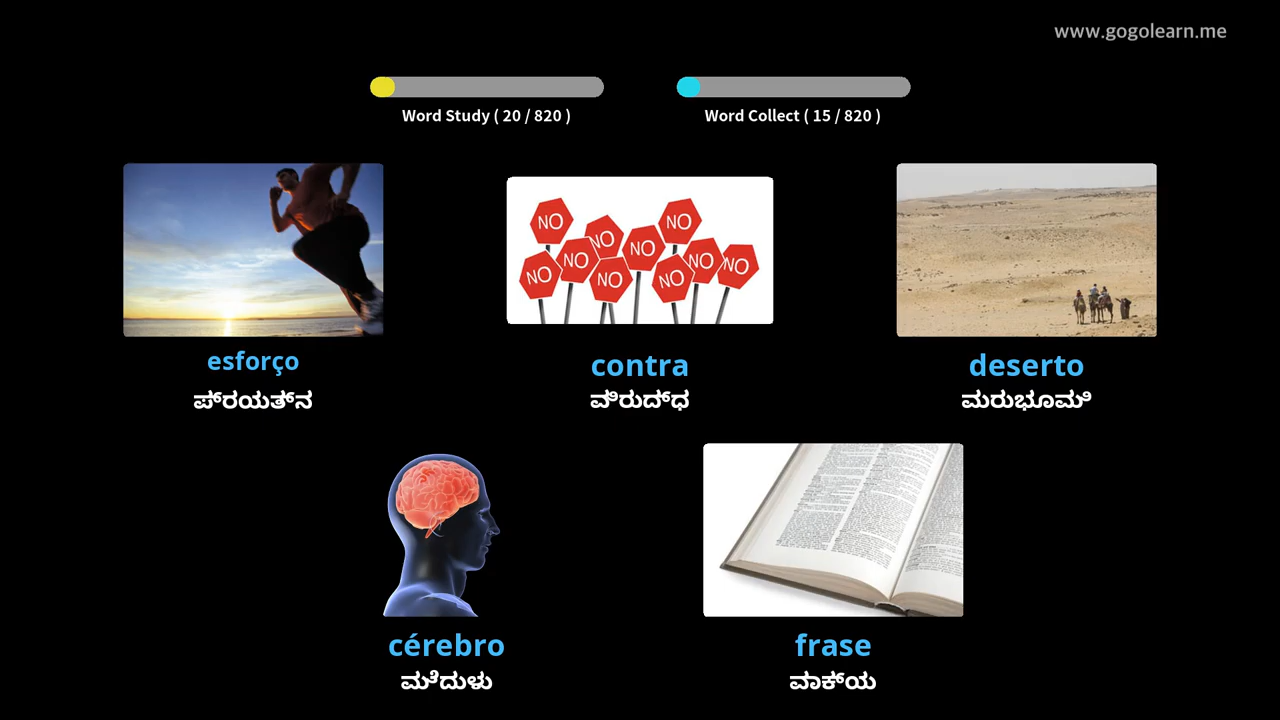 www.gogolearn.me
Word Study ( 20 / 820 )
Word Collect ( 15 / 820 )
NO NO NO NO NO NO NO NO NO NO
esforço
ಪ್ರಯತ್ನ
contra
ವಿರುದ್ಧ
deserto
ಮರುಭೂಮಿ
cérebro
ಮೆದುಳು
frase
ವಾಕ್ಯ